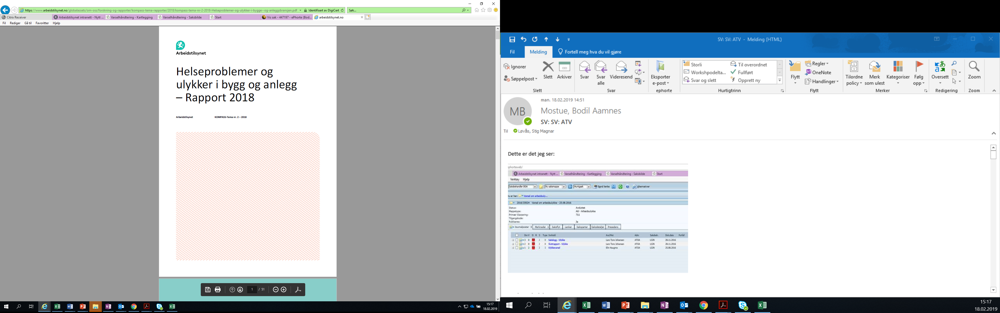 https://www.arbeidstilsynet.no/globalassets/om-oss/forskning-og-rapporter/kompass-tema-rapporter/2018/kompass-tema-nr-2-2018-Helseproblemer-og-ulykker-i-bygge--og-anleggsbransjen.pdf
Identifisert av DigiCert
Søk...
Citrix Receiver
Arbeidstilsynet intranett - Nytt ...
Varselhåndtering - Kartlegging
Varselhåndtering - Saksbilde
Start
Vis sak - 447197 - ePhorte (Bod...
arbeidstilsynet.no
Fil Rediger Gå til Favoritter Hjelp
Arbeidstilsynet
Helseproblemer og
ulykker i bygg og anlegg
– Rapport 2018
Arbeidstilsynet KOMPASS-Tema nr. 2 – 2018
1 / 51
15:17
18.02.2019
SV: SV: ATV - Melding (HTML)
Fil Melding Fortell meg hva du vil gjøre
Ignorer
Søppelpost
Slett
Arkiver
Slett
Svar
Svar
alle
Videresend
Svar
Eksporter
e-post
ephorte
Storli
Workshpodelta...
Svar og slett
Til overordnet
Fullført
Opprett ny
Hurtigtrinn
Flytt
Regler
OneNote
Handlinger
Flytt
Tilordne
policy
Merk
som ulest
Kategoriser
Følg
opp
Merker
Oversett
Redigering
Zoom
Zoom
man. 18.02.2019 14:51
MB
Mostue, Bodil Aamnes
SV: SV: ATV
Til Løvås, Stig Magnar
Dette er det jeg ser:
phorteweb/
Arbeidstilsynet intranett - Nytt ...
Varselhåndtering - Kartlegging
Varselhåndtering - Saksbilde
Start
Verktøy Hjelp
Saksbehandler DOA
Ny saksmappe
Hurtigsøk
Send lenke
Alternativer
u er her: Varsel om arbeidsuly...
2016/35024 Varsel om arbeidsulykke - 25.08.2016
Status: Avsluttet
Mappetype: AU - Arbeidsulykke
Primær klassering: 711
Tilgangskode:
Publiseres: Ja
Journalposter 3 Merknader 1 Saksflyt Lenker Saksparter Saksdetaljer Presedens
Dnr V D R S Type Innhold Avs/Mot Adm Saksbeh. Dok.dato Forfall
3 0 J X Sakslogg - Ulykke Lars Tore Johansen ATOA LSJN 28.11.2016
2 0 J X Sluttrapport - Ulykke Lars Tore Johansen ATOA LSJN 28.11.2016
1 2 J I Ulykkevarsel Elin Haugmo ATOA LSJN 25.08.2016
15:17
18.02.2019